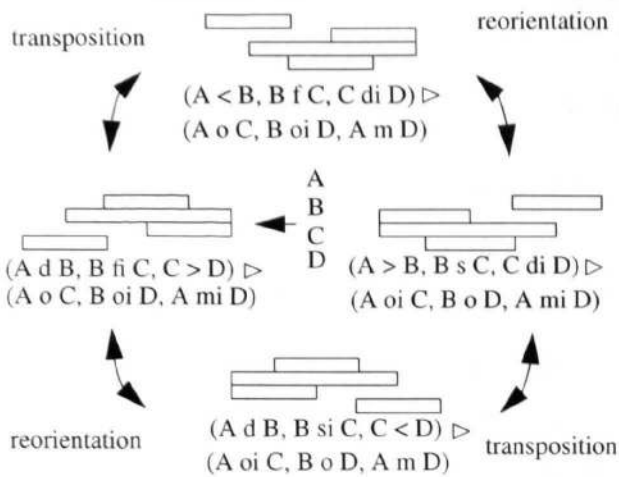 transposition
reorientation
(A < B, B f C, C di D) ▷
(A o C, B oi D, A m D)
A
B
C
D
(A d B, B fi C, C > D) ▷
(A o C, B oi D, A mi D)
(A > B, B s C, C di D) ▷
(A oi C, B o D, A mi D)
reorientation
(A d B, B si C, C < D) ▷
(A oi C, B o D, A m D)
transposition